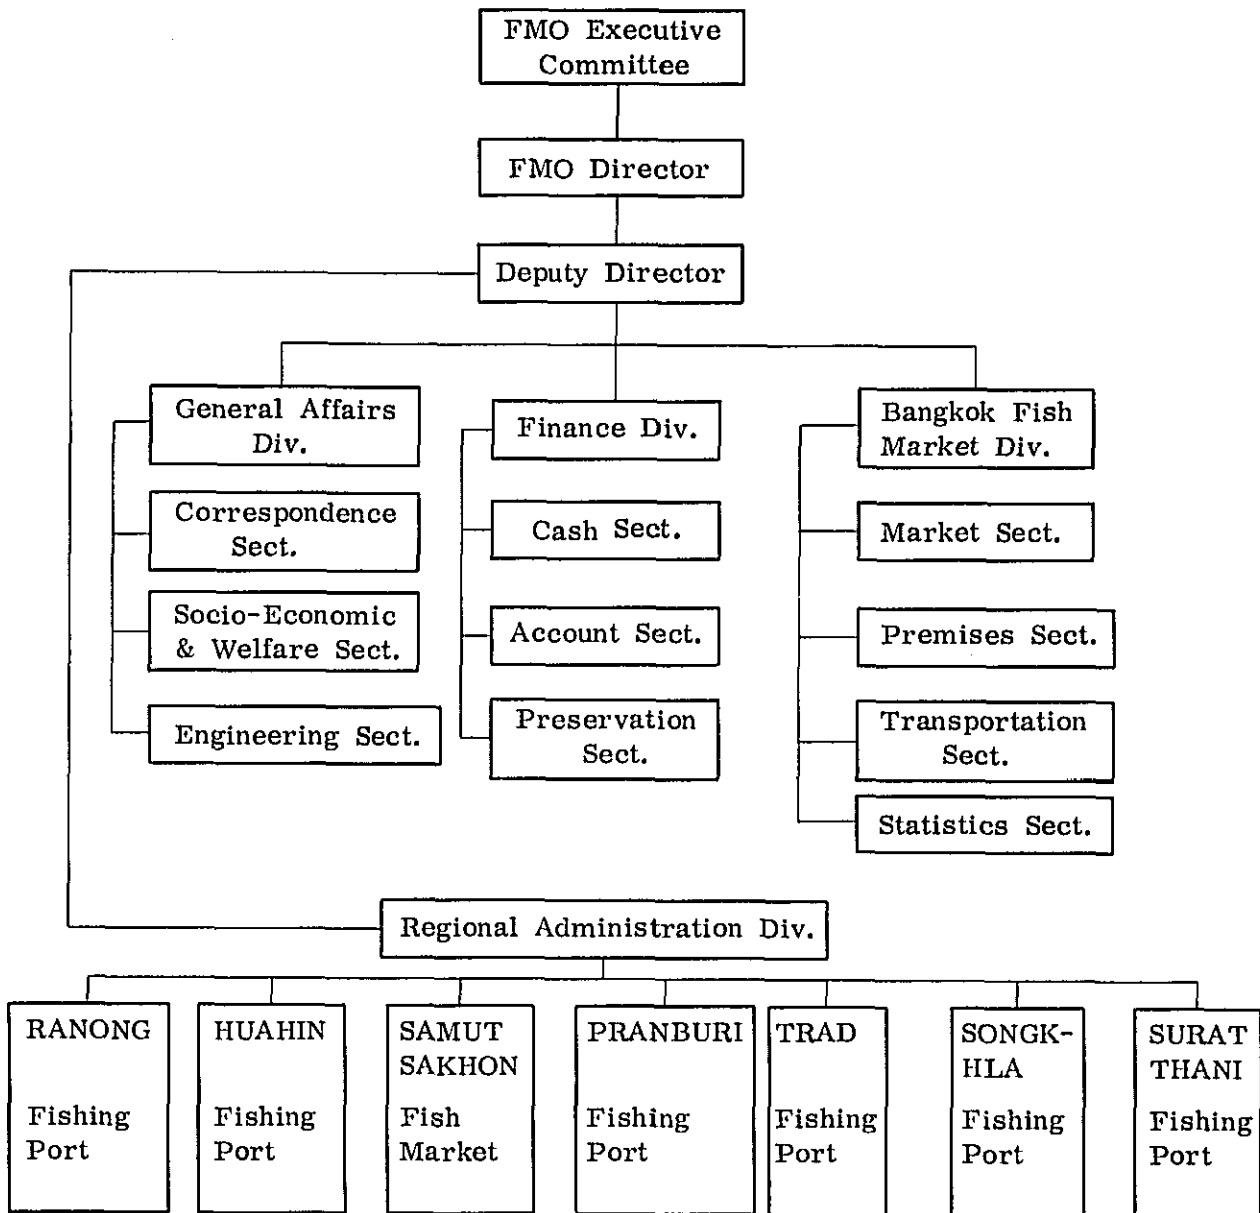 FMO Executive
Committee
FMO Director
Deputy Director
General Affairs
Div.
Correspondence
Sect.
Socio-Economic
& Welfare Sect.
Engineering Sect.
Finance Div.
Cash Sect.
Account Sect.
Preservation
Sect.
Bangkok Fish
Market Div.
Market Sect.
Premises Sect.
Transportation
Sect.
Statistics Sect.
Regional Administration Div.
RANONG
Fishing
Port
HUAHIN
Fishing
Port
SAMUT
SAKHON
Fish
Market
PRANBURI
Fishing
Port
TRAD
Fishing
Port
SONGK-
HLA
Fishing
Port
SURAT
THANI
Fishing
Port